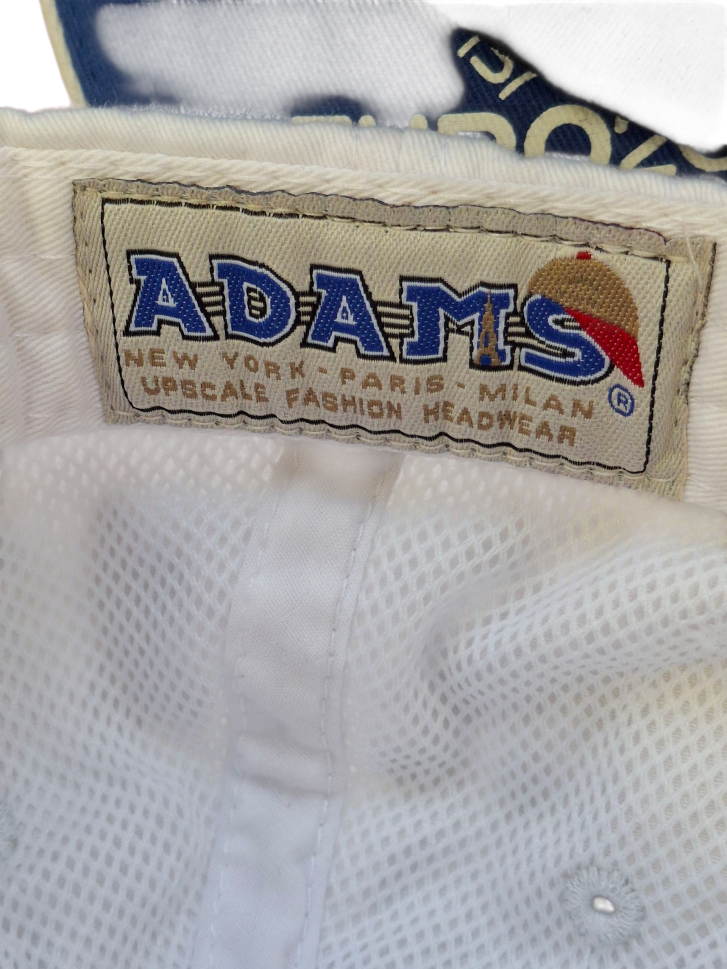 ADAMS
NEW YORK - PARIS - MILAN ®
UPSCALE FASHION HEADWEAR